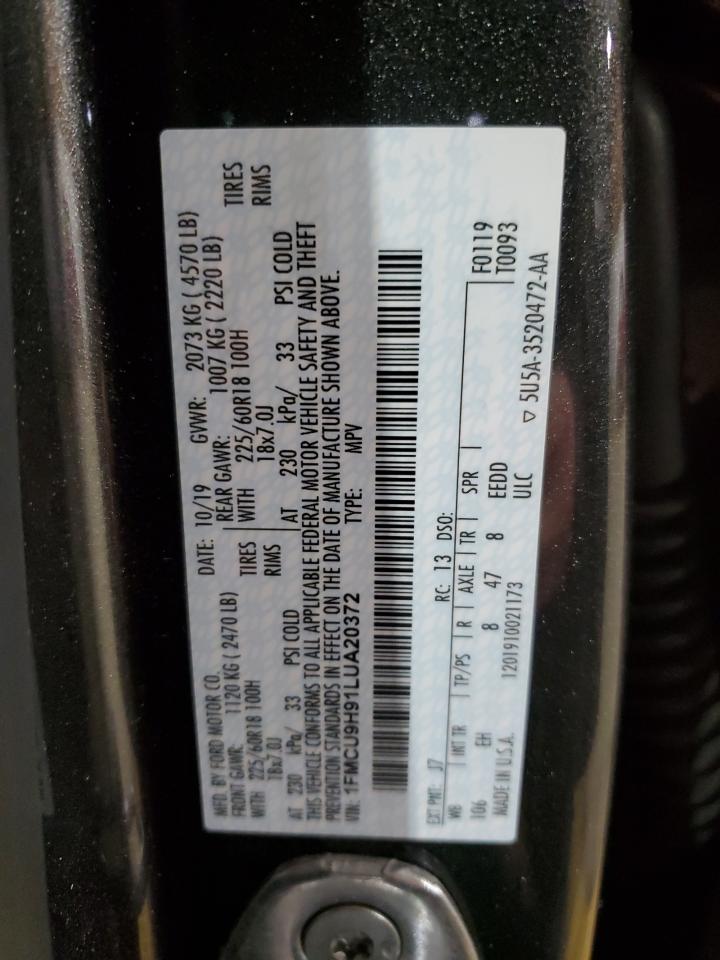 MFD. BY FORD MOTOR CO. DATE: 10/19 GVWR: 2073 KG ( 4570 LB)
FRONT GAWR: 1120 KG ( 2470 LB) REAR GAWR: 1007 KG ( 2220 LB)
WITH 225/60R18 100H TIRES WITH 225/60R18 100H TIRES
18x7.0J RIMS 18x7.0J RIMS
AT 230 kPa/ 33 PSI COLD AT 230 kPa/ 33 PSI COLD
THIS VEHICLE CONFORMS TO ALL APPLICABLE FEDERAL MOTOR VEHICLE SAFETY AND THEFT
PREVENTION STANDARDS IN EFFECT ON THE DATE OF MANUFACTURE SHOWN ABOVE.
VIN: 1FMCU9H91LUA20372 TYPE: MPV
EXT PNT: J7 RC: 13 DSO:
WB INT TR TP/PS R AXLE TR SPR F0119
106 EH 8 47 8 EEDD T0093
MADE IN U.S.A. 1201910021173 ULC ▽ 5U5A-3520472-AA